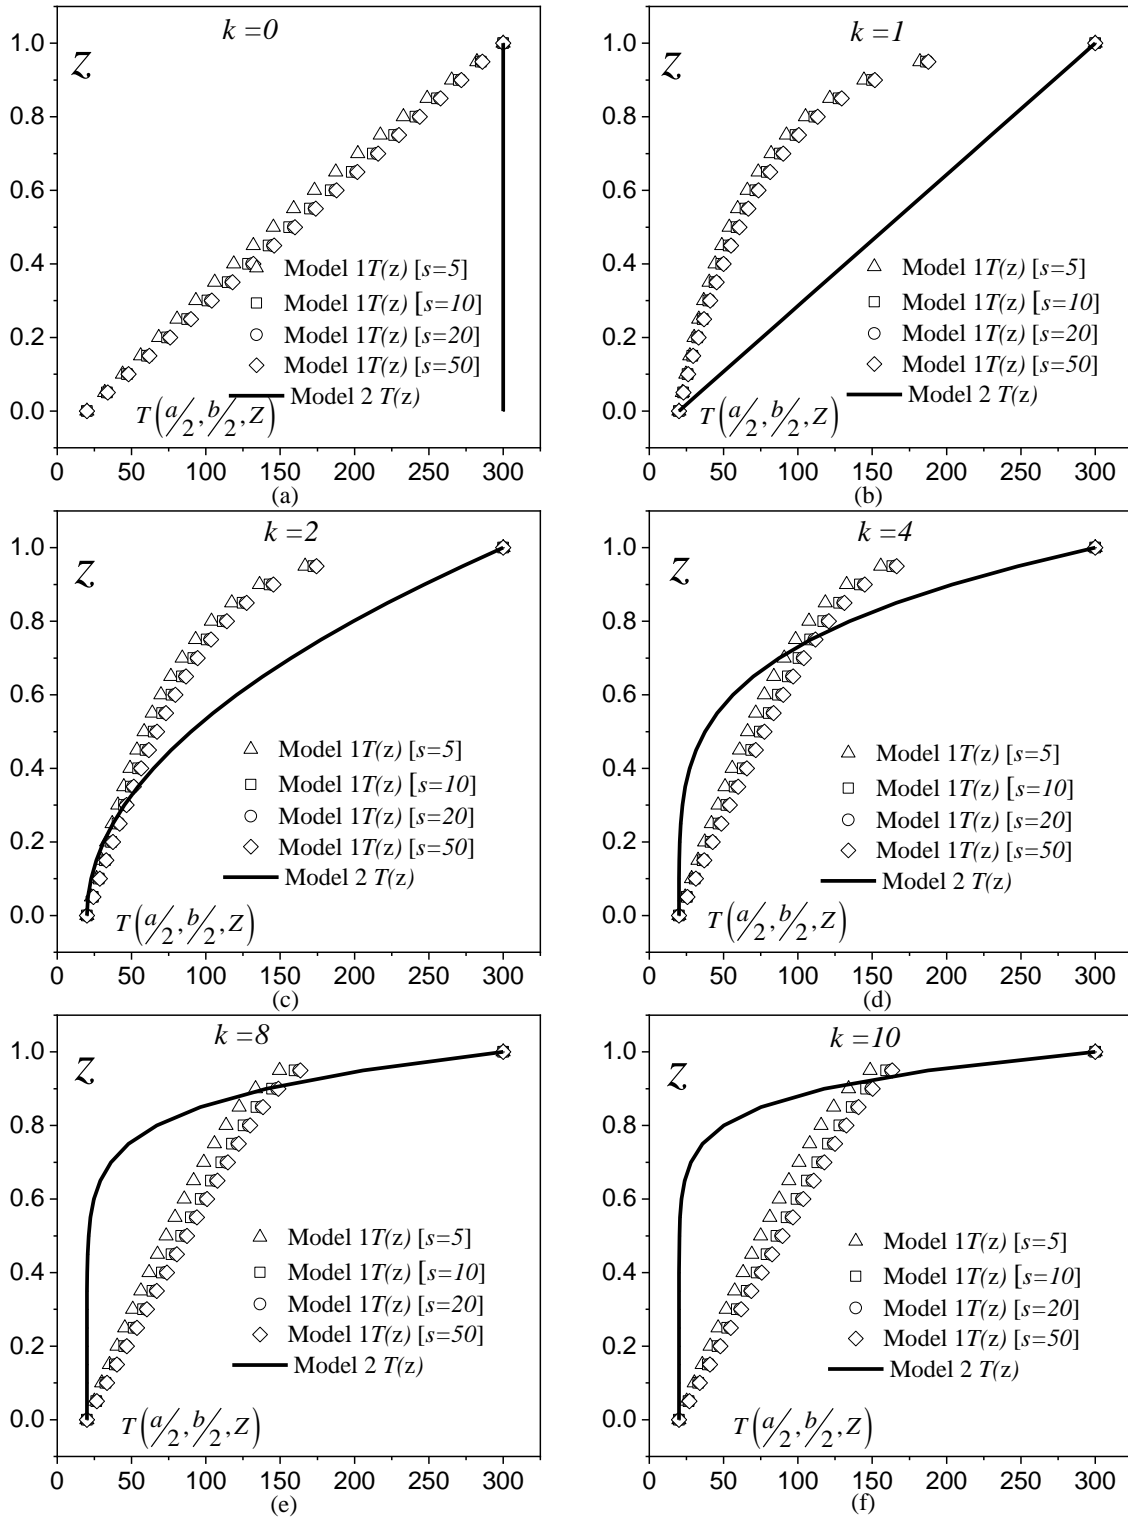 k =0
z
1.0
0.8
0.6
0.4
0.2
0.0
Model 1T(z) [s=5]
Model 1T(z) [s=10]
Model 1T(z) [s=20]
Model 1T(z) [s=50]
Model 2 T(z)
T(a/2, b/2, Z)
0 50 100 150 200 250 300
(a)
k =1
z
1.0
0.8
0.6
0.4
0.2
0.0
Model 1T(z) [s=5]
Model 1T(z) [s=10]
Model 1T(z) [s=20]
Model 1T(z) [s=50]
Model 2 T(z)
T(a/2, b/2, Z)
0 50 100 150 200 250 300
(b)
k =2
z
1.0
0.8
0.6
0.4
0.2
0.0
Model 1T(z) [s=5]
Model 1T(z) [s=10]
Model 1T(z) [s=20]
Model 1T(z) [s=50]
Model 2 T(z)
T(a/2, b/2, Z)
0 50 100 150 200 250 300
(c)
k =4
z
1.0
0.8
0.6
0.4
0.2
0.0
Model 1T(z) [s=5]
Model 1T(z) [s=10]
Model 1T(z) [s=20]
Model 1T(z) [s=50]
Model 2 T(z)
T(a/2, b/2, Z)
0 50 100 150 200 250 300
(d)
k =8
z
1.0
0.8
0.6
0.4
0.2
0.0
Model 1T(z) [s=5]
Model 1T(z) [s=10]
Model 1T(z) [s=20]
Model 1T(z) [s=50]
Model 2 T(z)
T(a/2, b/2, Z)
0 50 100 150 200 250 300
(e)
k =10
z
1.0
0.8
0.6
0.4
0.2
0.0
Model 1T(z) [s=5]
Model 1T(z) [s=10]
Model 1T(z) [s=20]
Model 1T(z) [s=50]
Model 2 T(z)
T(a/2, b/2, Z)
0 50 100 150 200 250 300
(f)